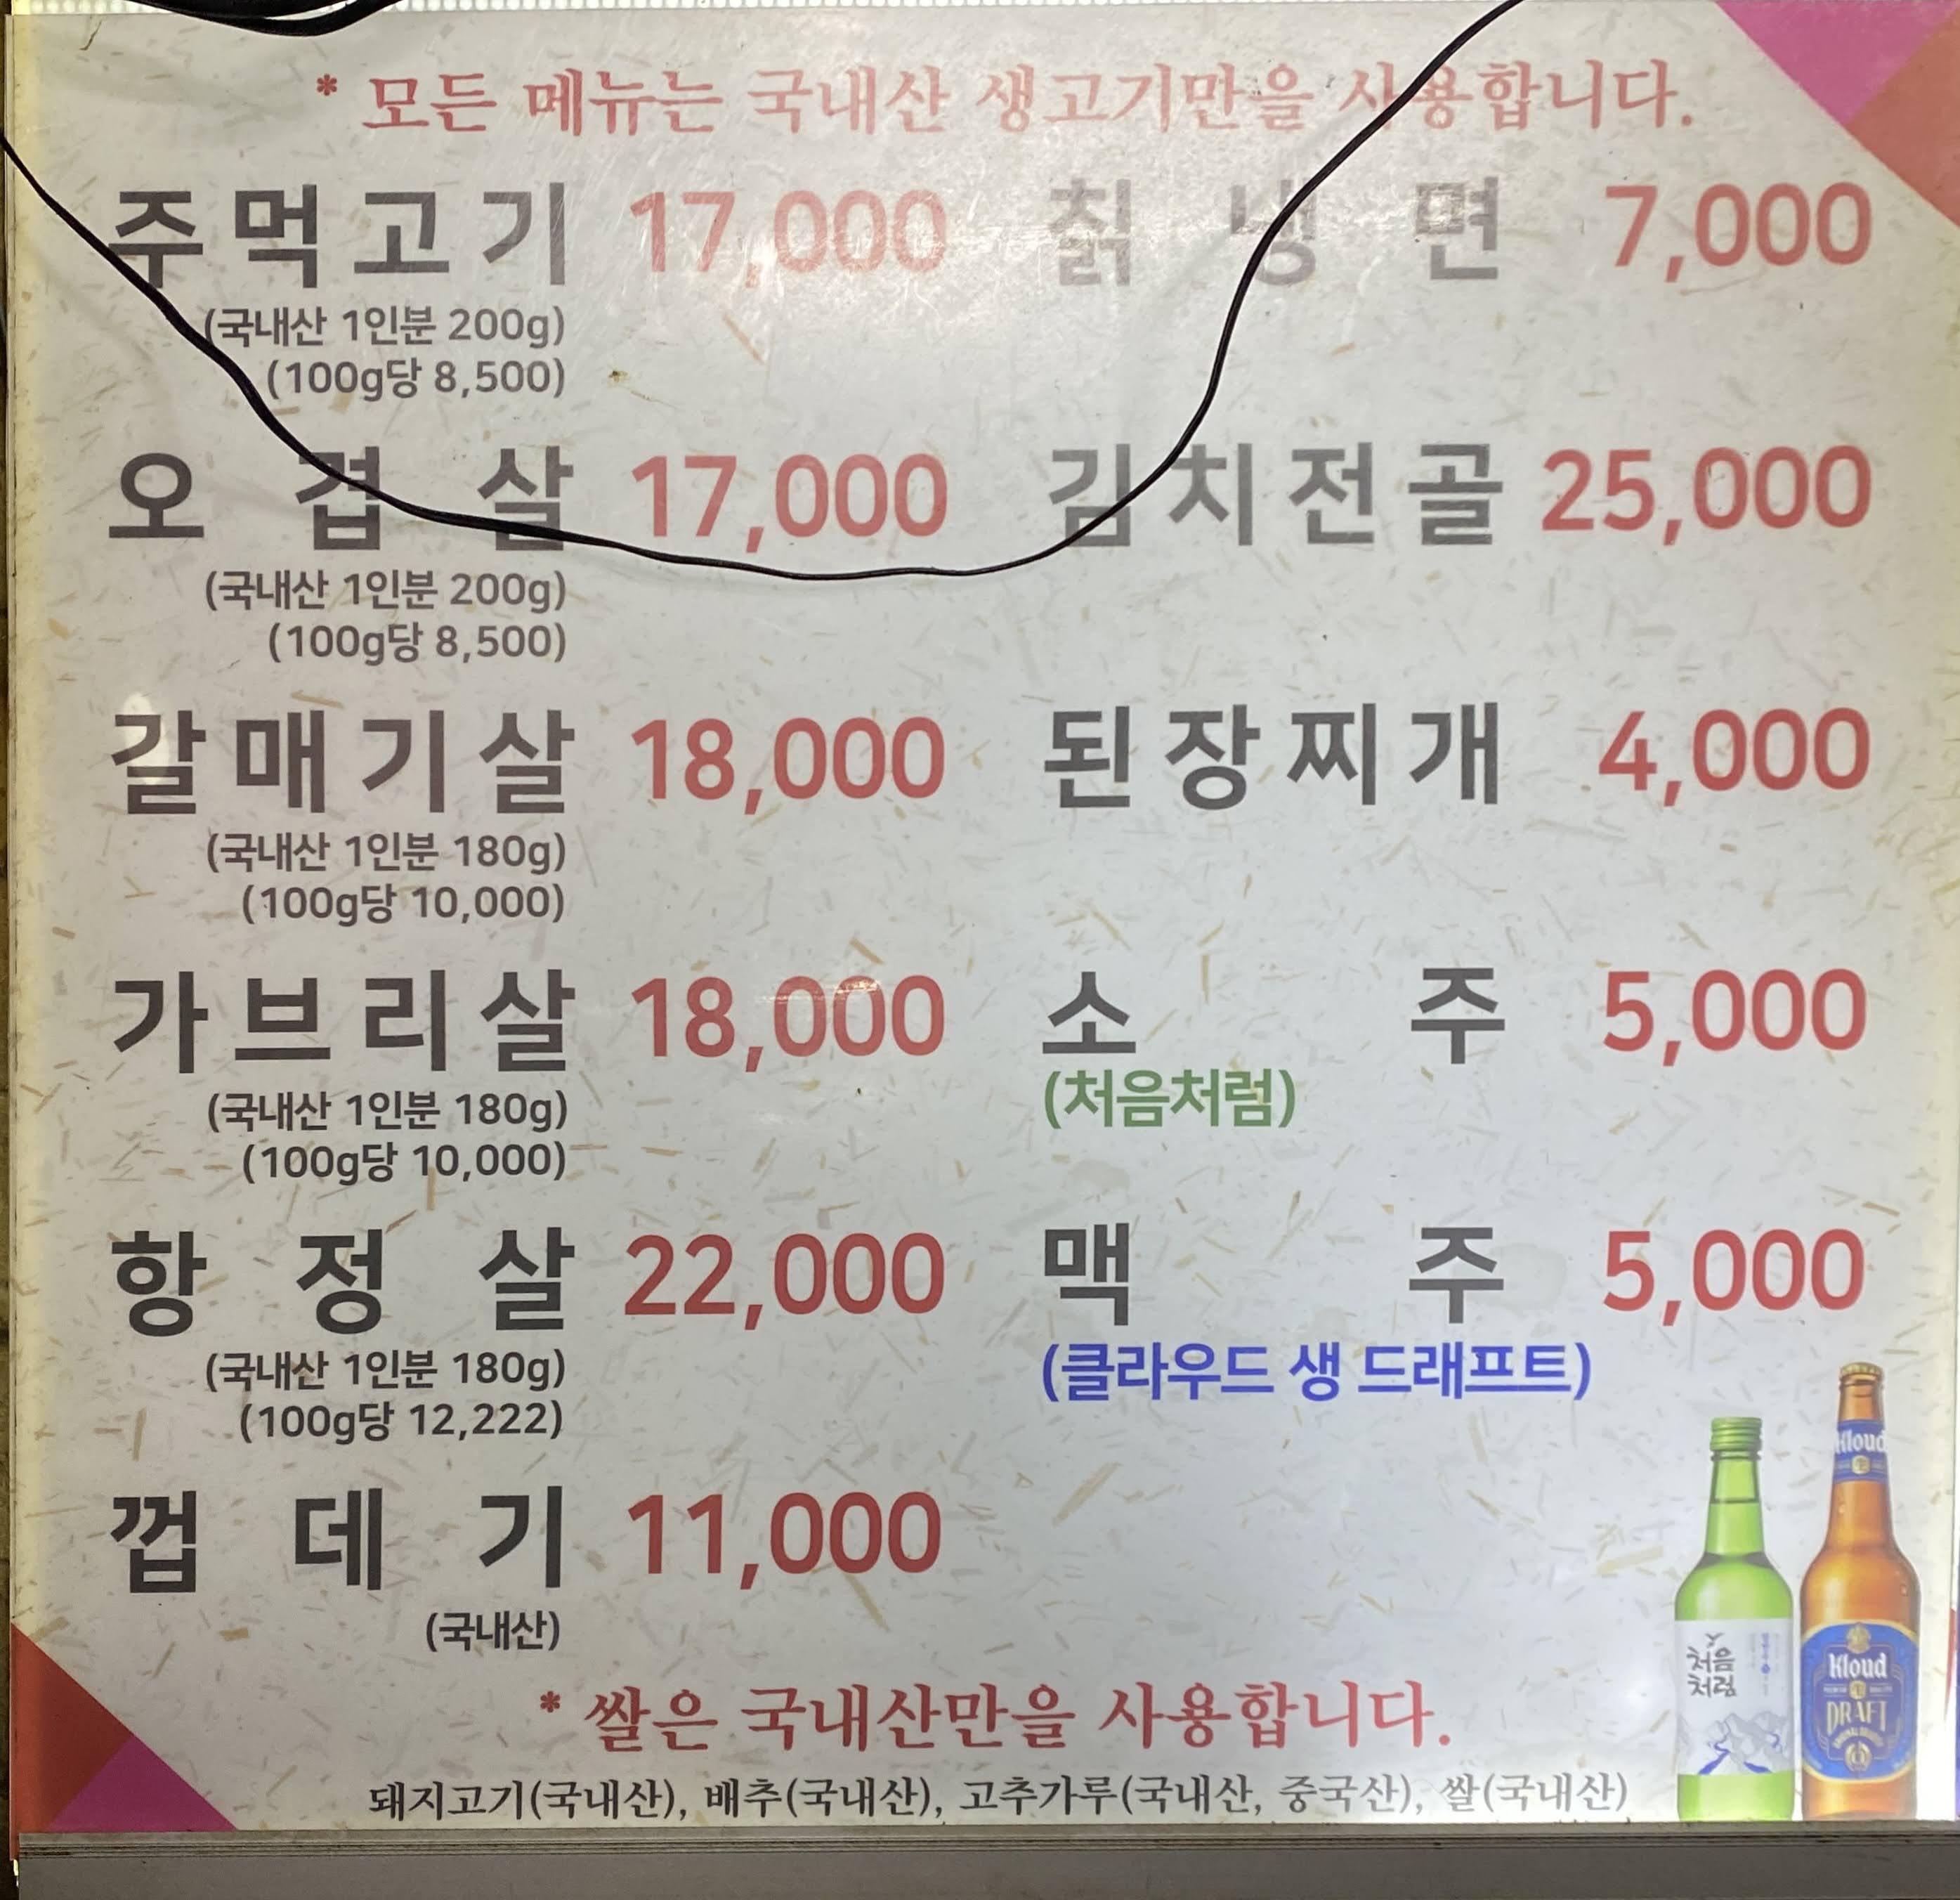 * 모든 메뉴는 국내산 생고기만을 사용합니다.
주먹고기 17,000
(국내산 1인분 200g)
(100g당 8,500)
오겹살 17,000
(국내산 1인분 200g)
(100g당 8,500)
갈매기살 18,000
(국내산 1인분 180g)
(100g당 10,000)
가브리살 18,000
(국내산 1인분 180g)
(100g당 10,000)
항정살 22,000
(국내산 1인분 180g)
(100g당 12,222)
껍데기 11,000
(국내산)
칡냉면 7,000
김치전골 25,000
된장찌개 4,000
소주 5,000
(처음처럼)
맥주 5,000
(클라우드 생 드래프트)
처음
처럼
Kloud
Kloud
DRAFT
* 쌀은 국내산만을 사용합니다.
돼지고기(국내산), 배추(국내산), 고추가루(국내산, 중국산), 쌀(국내산)